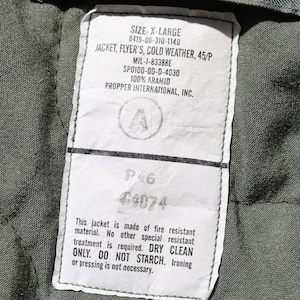 SIZE: X-LARGE
8415-00-310-1140
JACKET, FLYER'S, COLD WEATHER, 45/P
MIL-J-83388E
SPO100-00-D-4030
100% ARAMID
PROPPER INTERNATIONAL, INC.
A
P46
C4074
This jacket is made of fire resistant
material. No other special resistant
treatment is required. DRY CLEAN
ONLY. DO NOT STARCH. Ironing
or pressing is not necessary.